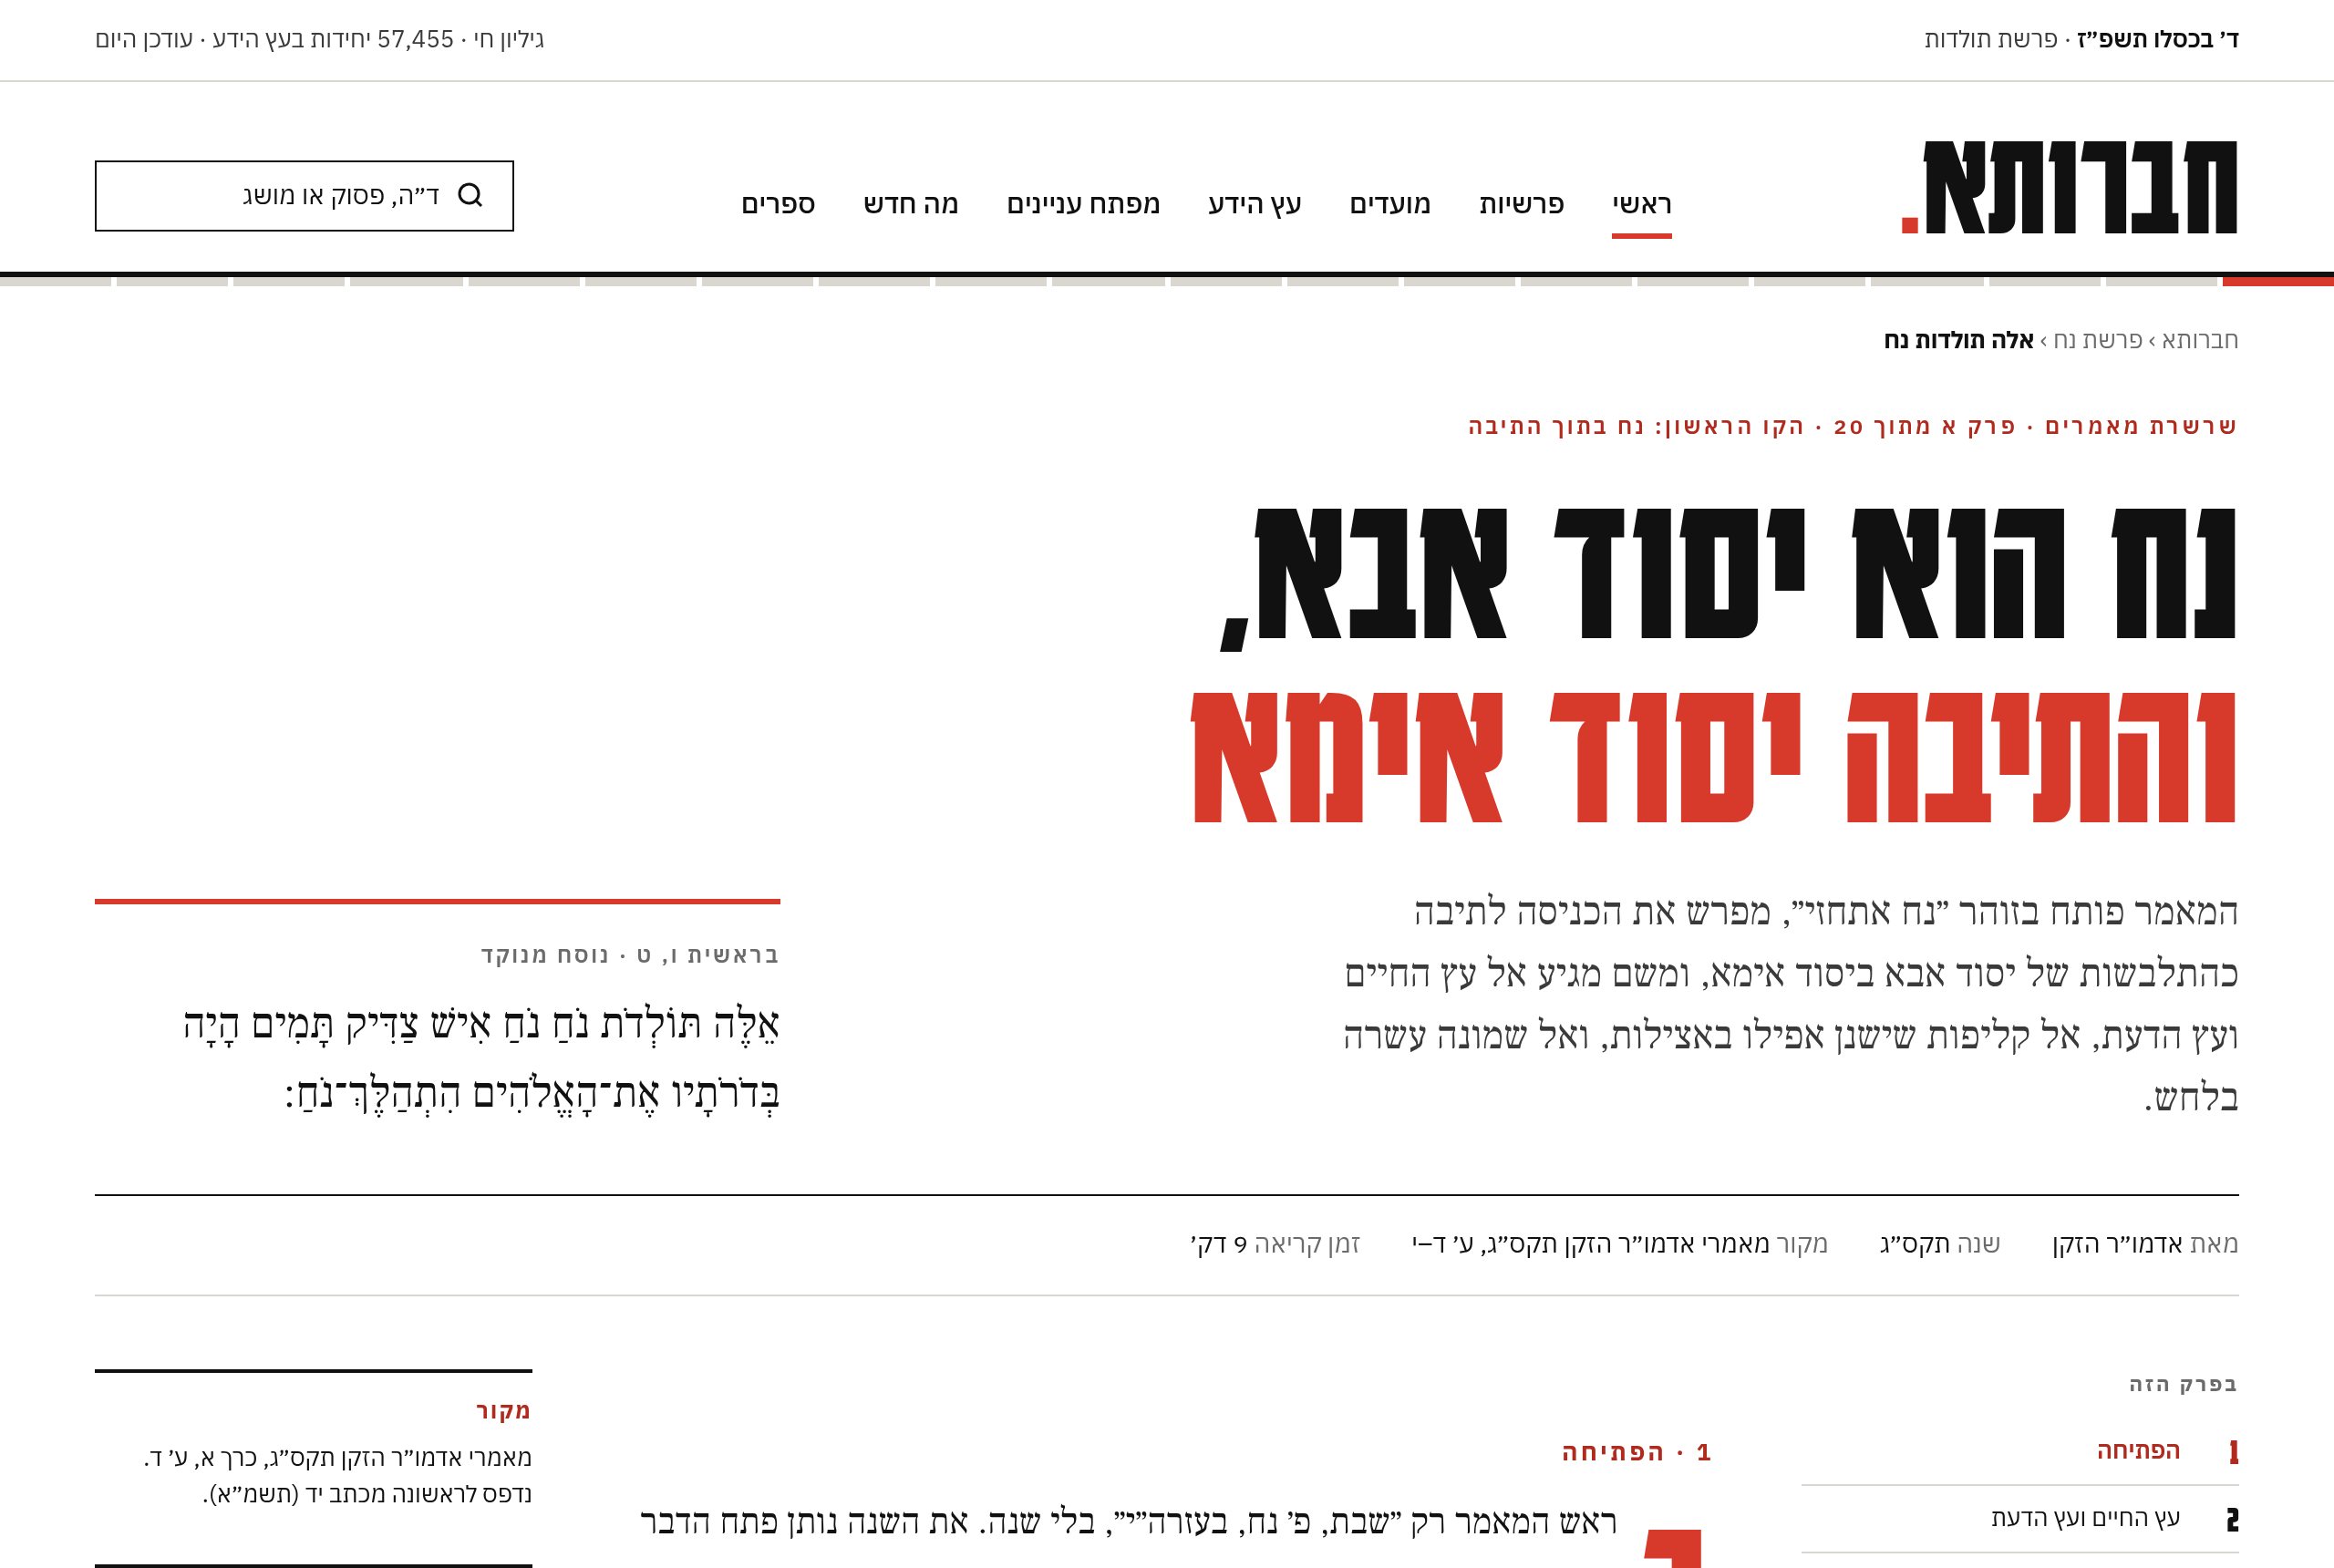 ד' בכסלו תשפ"ז · פרשת תולדות
גיליון חי · 57,455 יחידות בעץ הידע · עודכן היום
חברותא.
ראשי
פרשיות
מועדים
עץ הידע
מפתח עניינים
מה חדש
ספרים
ד"ה, פסוק או מושג
חברותא › פרשת נח › אלה תולדות נח
שרשרת מאמרים · פרק א מתוך 20 · הקו הראשון: נח בתוך התיבה
נח הוא יסוד אבא,
והתיבה יסוד אימא
המאמר פותח בזוהר "נח אתחזי", מפרש את הכניסה לתיבה
כהתלבשות של יסוד אבא ביסוד אימא, ומשם מגיע אל עץ החיים
ועץ הדעת, אל קליפות שישנן אפילו באצילות, ואל שמונה עשרה
בלחש.
בראשית ו, ט · נוסח מנוקד
אֵלֶּה תּוֹלְדֹת נֹחַ נֹחַ אִישׁ צַדִּיק תָּמִים הָיָה
בְּדֹרֹתָיו אֶת־הָאֱלֹהִים הִתְהַלֶּךְ־נֹחַ:
מאת אדמו"ר הזקן
שנה תקס"ג
מקור מאמרי אדמו"ר הזקן תקס"ג, ע' ד–י
זמן קריאה 9 דק'
בפרק הזה
1 הפתיחה
2 עץ החיים ועץ הדעת
1 · הפתיחה
ראש המאמר רק "שבת, פ' נח, בעזרה"י", בלי שנה. את השנה נותן פתח הדבר
מקור
מאמרי אדמו"ר הזקן תקס"ג, כרך א, ע' ד.
נדפס לראשונה מכתב יד (תשמ"א).